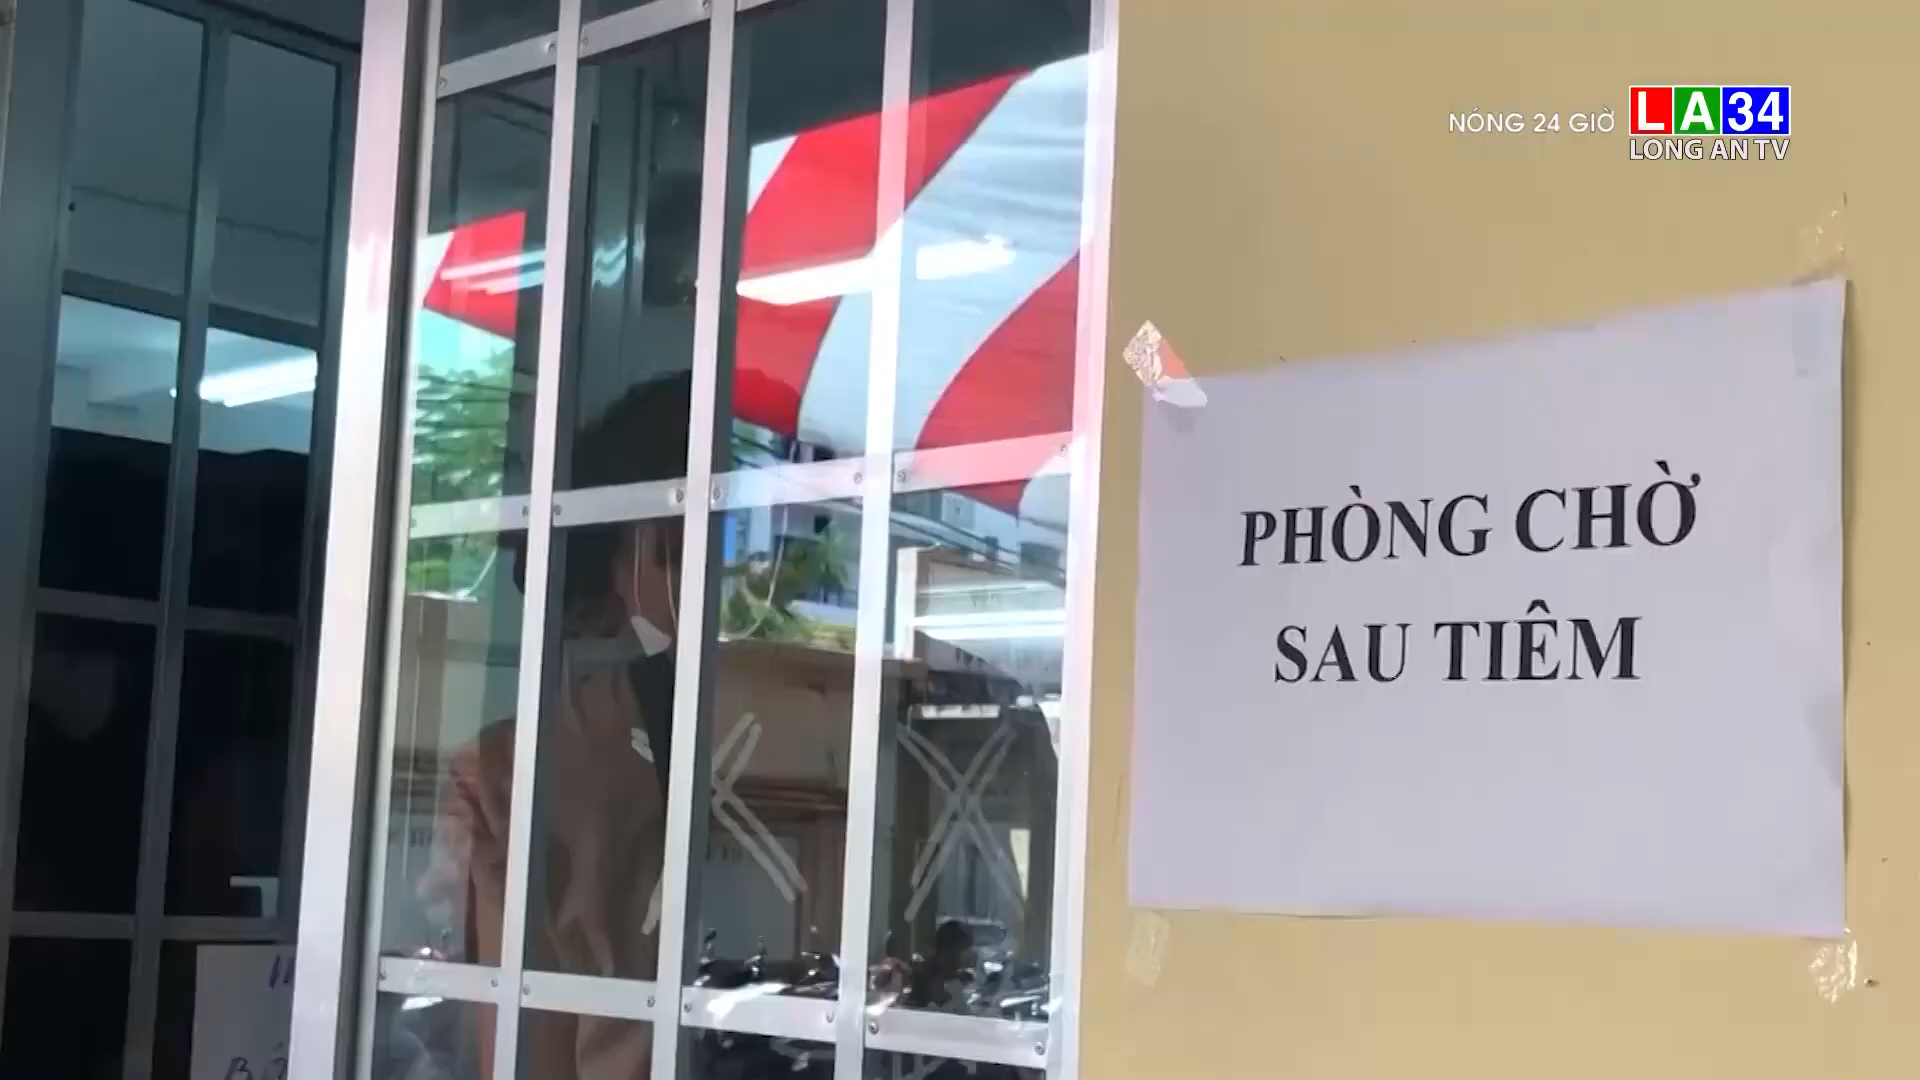 NÓNG 24 GIỜ
LA34
LONG AN TV
PHÒNG CHỜ
SAU TIÊM